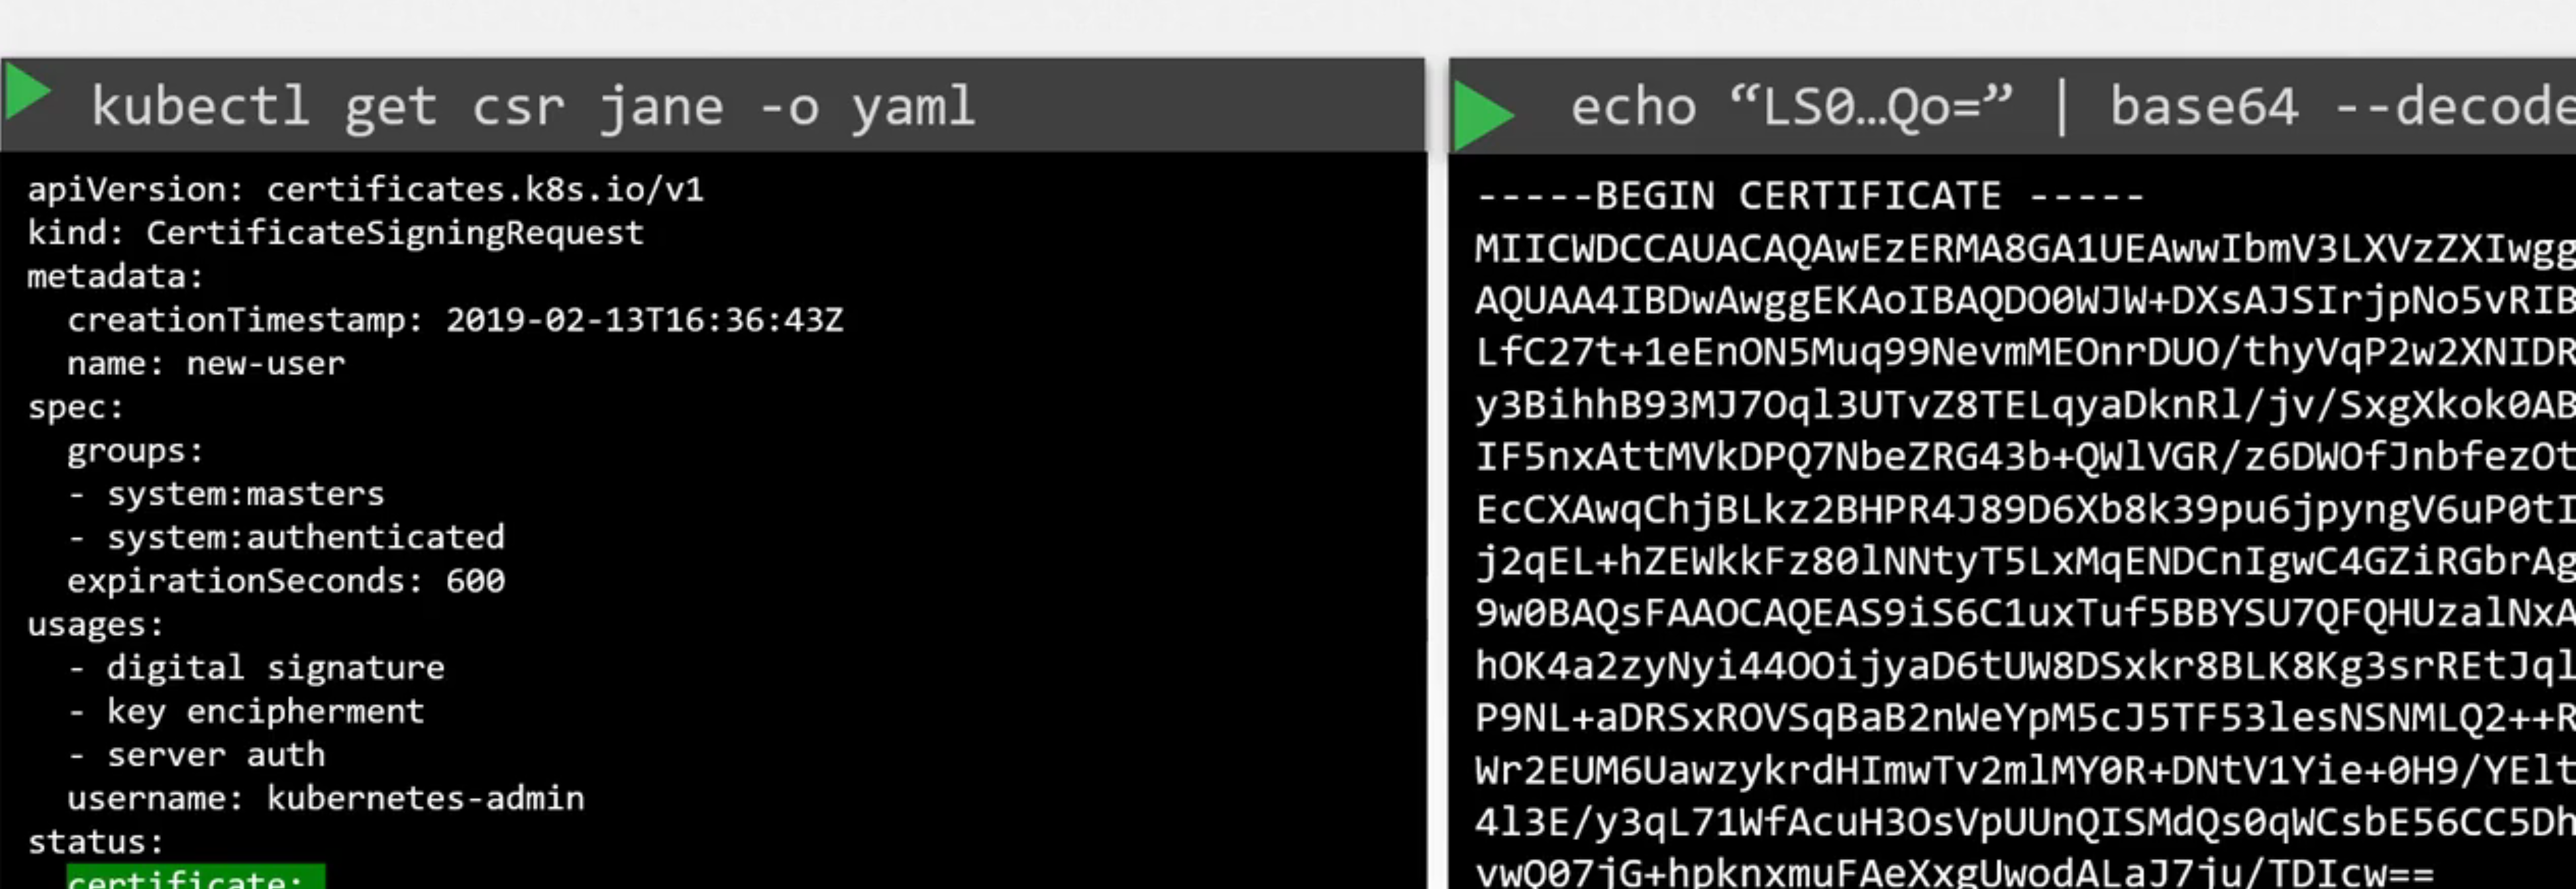 kubectl get csr jane -o yaml
apiVersion: certificates.k8s.io/v1
kind: CertificateSigningRequest
metadata:
  creationTimestamp: 2019-02-13T16:36:43Z
  name: new-user
spec:
  groups:
  - system:masters
  - system:authenticated
  expirationSeconds: 600
usages:
  - digital signature
  - key encipherment
  - server auth
  username: kubernetes-admin
status:
  certificate:
echo “LS0…Qo=” | base64 --decode
-----BEGIN CERTIFICATE -----
MIICWDCCAUACAQAwEzERMA8GA1UEAwwIbmV3LXVzZXIwgg
AQUAA4IBDwAwggEKAoIBAQDO0WJW+DXsAJSIrjpNo5vRIB
LfC27t+1eEnON5Muq99NevmMEOnrDUO/thyVqP2w2XNIDR
y3BihhB93MJ7Oql3UTvZ8TELqyaDknRl/jv/SxgXkok0AB
IF5nxAttMVkDPQ7NbeZRG43b+QWlVGR/z6DWOfJnbfezOt
EcCXAwqChjBLkz2BHPR4J89D6Xb8k39pu6jpyngV6uP0tI
j2qEL+hZEWkkFz80lNNtyT5LxMqENDCnIgwC4GZiRGbrAg
9w0BAQsFAAOCAQEAS9iS6C1uxTuf5BBYSU7QFQHUzalNxA
hOK4a2zyNyi44OOijyaD6tUW8DSxkr8BLK8Kg3srREtJql
P9NL+aDRSxROVSqBaB2nWeYpM5cJ5TF53lesNSNMLQ2++R
Wr2EUM6UawzykrdHImwTv2mlMY0R+DNtV1Yie+0H9/YElt
4l3E/y3qL71WfAcuH3OsVpUUnQISMdQs0qWCsbE56CC5Dh
vwQ07jG+hpknxmuFAeXxgUwodALaJ7ju/TDIcw==